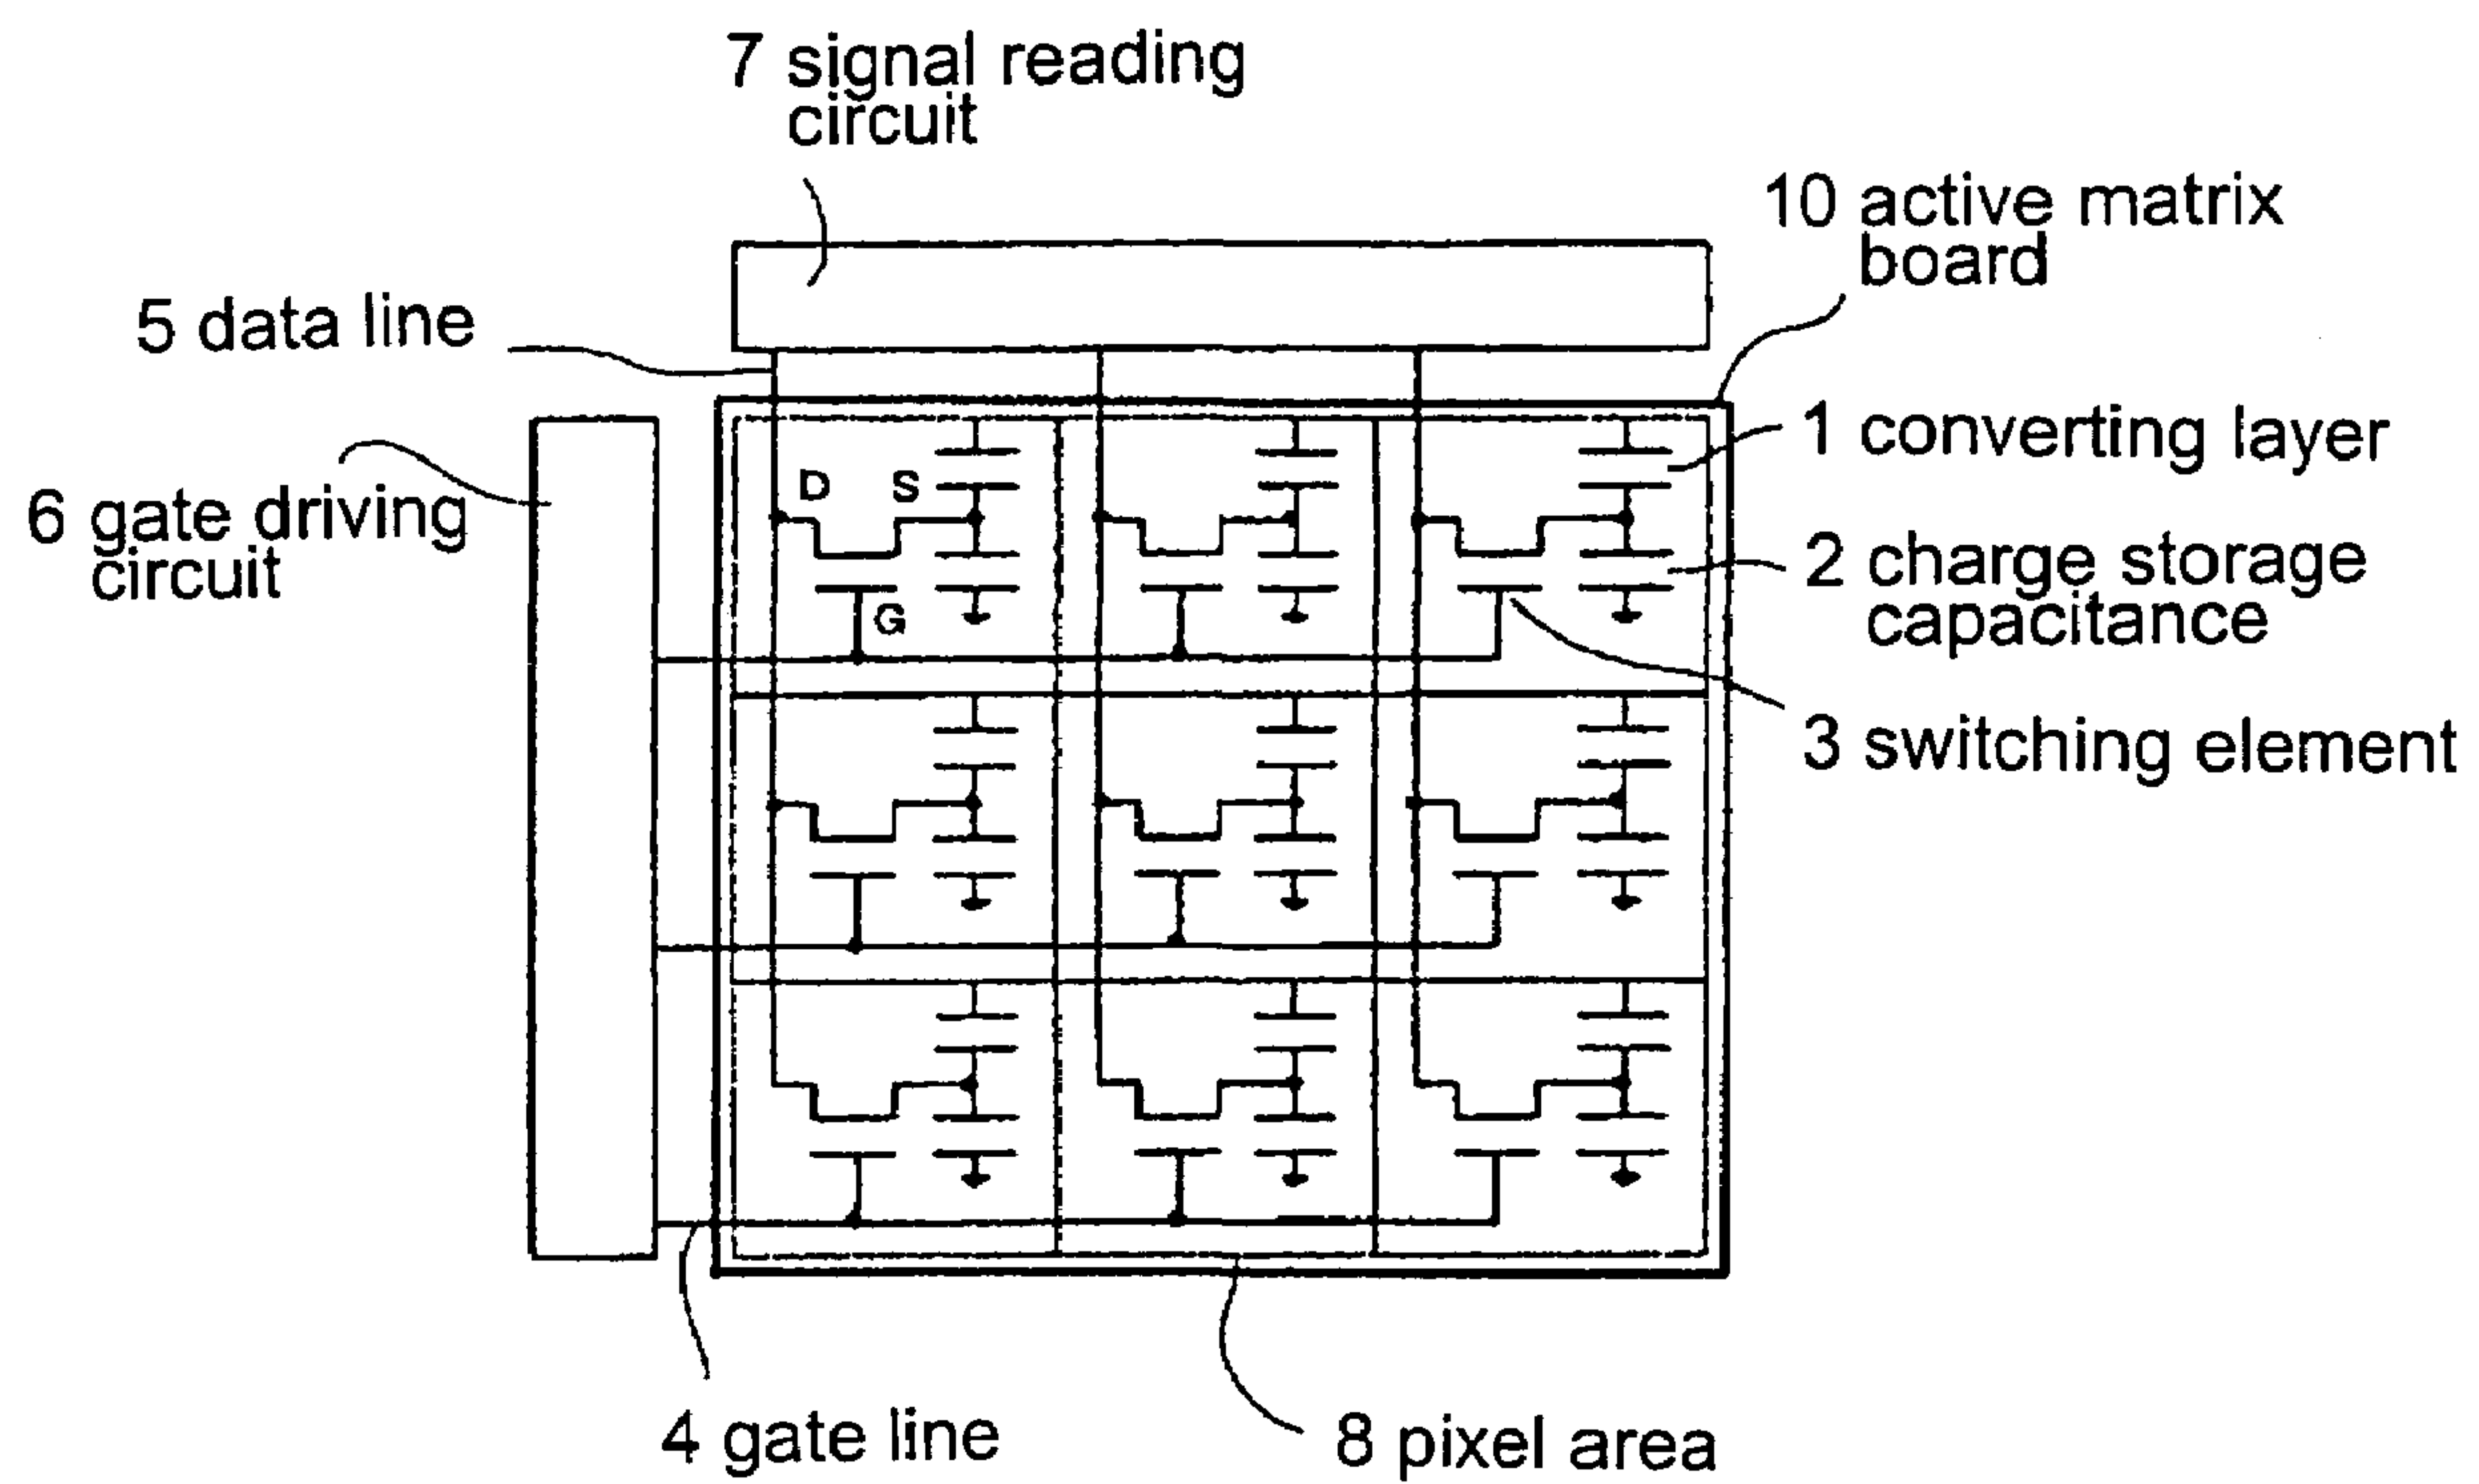 7 signal reading
circuit
10 active matrix
board
5 data line
1 converting layer
D S
6 gate driving
circuit
2 charge storage
capacitance
G
3 switching element
4 gate line
8 pixel area